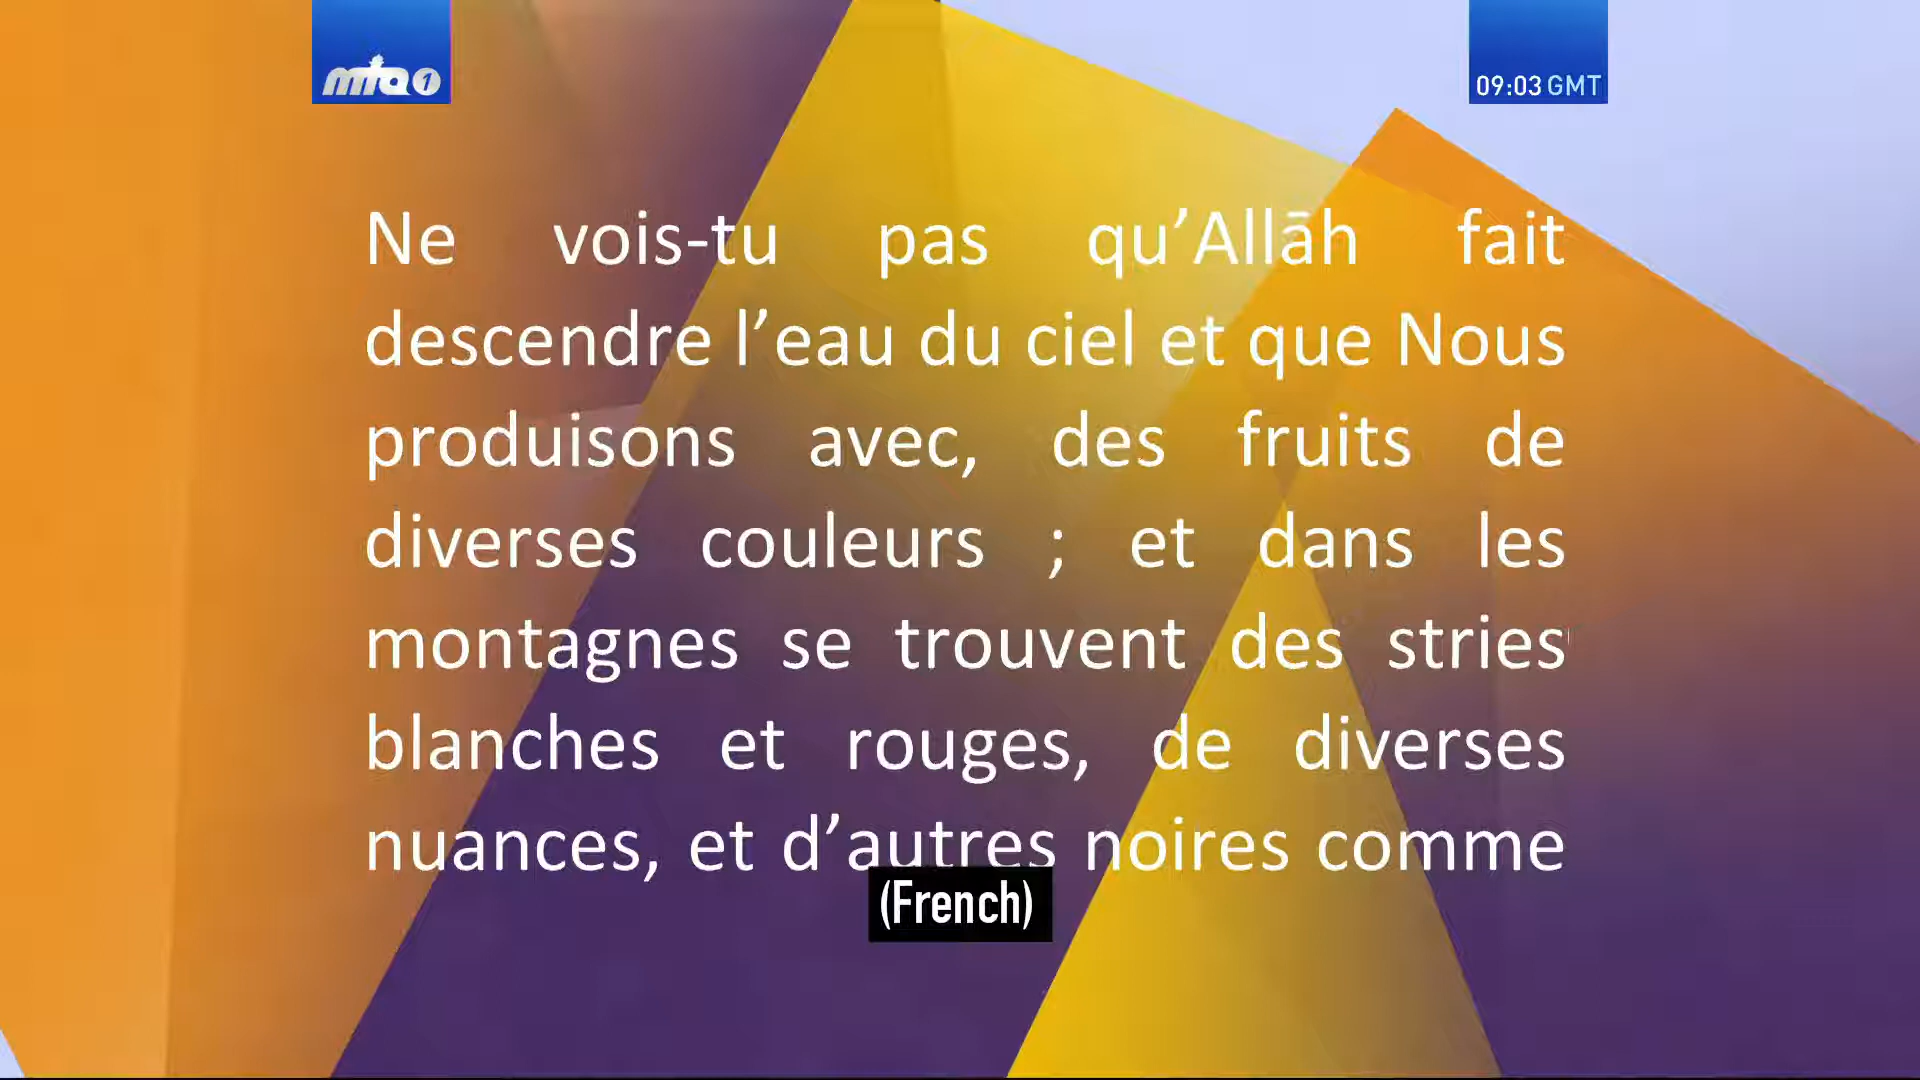 mta 1
09:03 GMT
Ne vois-tu pas qu’Allāh fait
descendre l’eau du ciel et que Nous
produisons avec, des fruits de
diverses couleurs ; et dans les
montagnes se trouvent des stries
blanches et rouges, de diverses
nuances, et d’autres noires comme
(French)